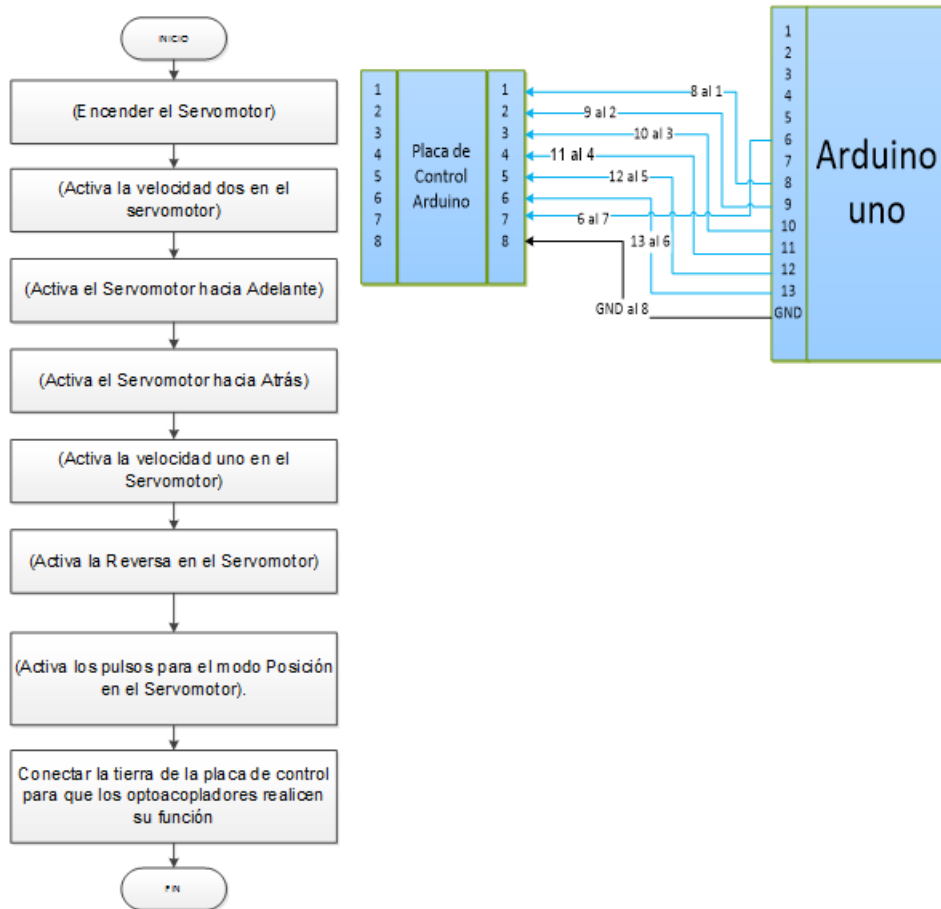 INICIO
(Encender el Servomotor)
(Activa la velocidad dos en el
servomotor)
(Activa el Servomotor hacia Adelante)
(Activa el Servomotor hacia Atrás)
(Activa la velocidad uno en el
Servomotor)
(Activa la Reversa en el Servomotor)
(Activa los pulsos para el modo Posición
en el Servomotor).
Conectar la tierra de la placa de control
para que los optoacopladores realicen
su función
FIN
1
2
3
4
5
6
7
8
Placa de
Control
Arduino
1
2
3
4
5
6
7
8
8 al 1
9 al 2
10 al 3
11 al 4
12 al 5
6 al 7
13 al 6
GND al 8
1
2
3
4
5
6
7
8
9
10
11
12
13
GND
Arduino
uno